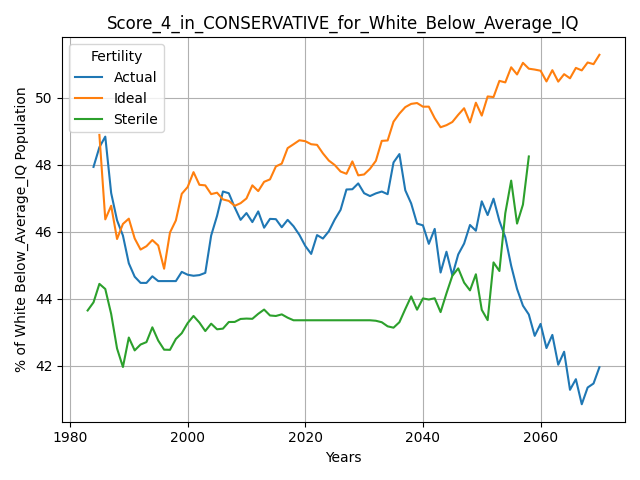 Score_4_in_CONSERVATIVE_for_White_Below_Average_IQ
Fertility
Actual
Ideal
Sterile
% of White Below_Average_IQ Population
50
48
46
44
42
1980
2000
2020
2040
2060
Years